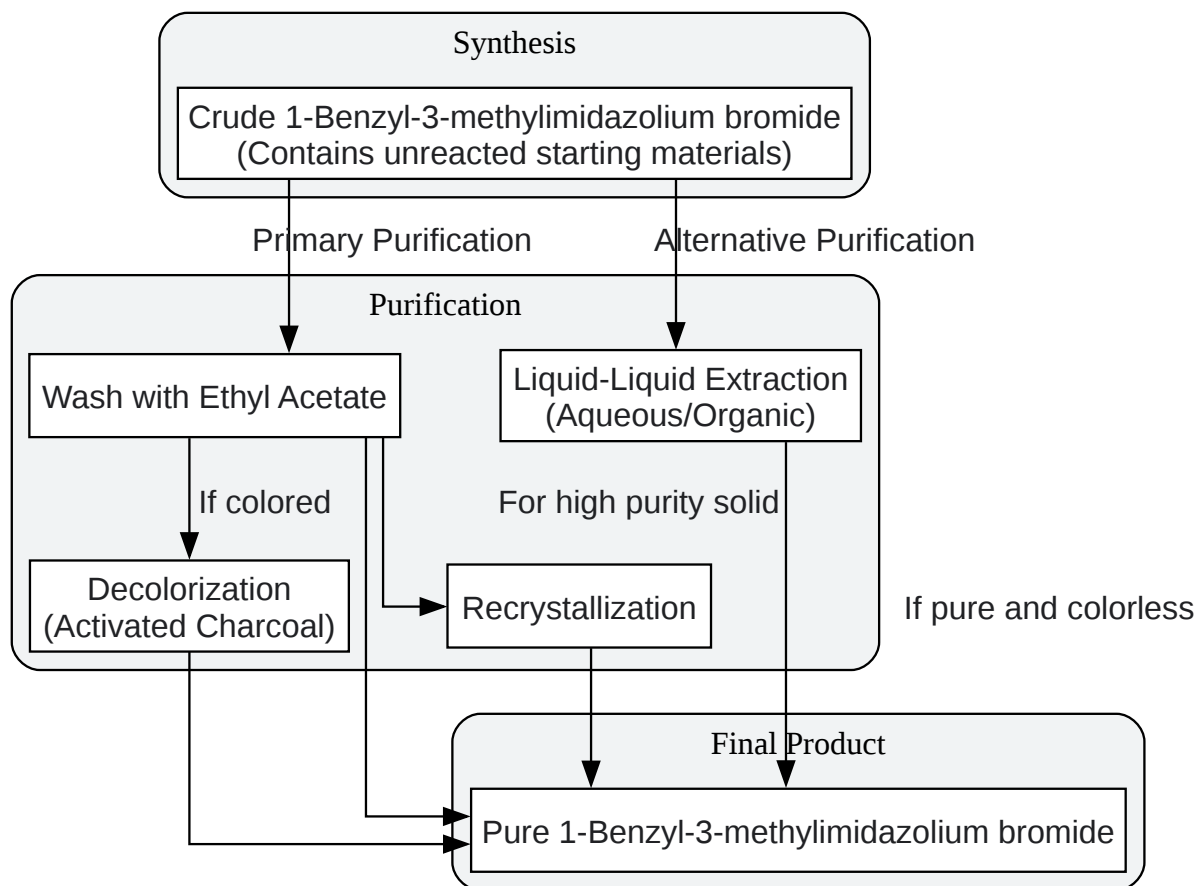 Synthesis
Crude 1-Benzyl-3-methylimidazolium bromide
(Contains unreacted starting materials)
Primary Purification
Alternative Purification
Purification
Wash with Ethyl Acetate
Liquid-Liquid Extraction
(Aqueous/Organic)
If colored
For high purity solid
Decolorization
(Activated Charcoal)
Recrystallization
If pure and colorless
Final Product
Pure 1-Benzyl-3-methylimidazolium bromide